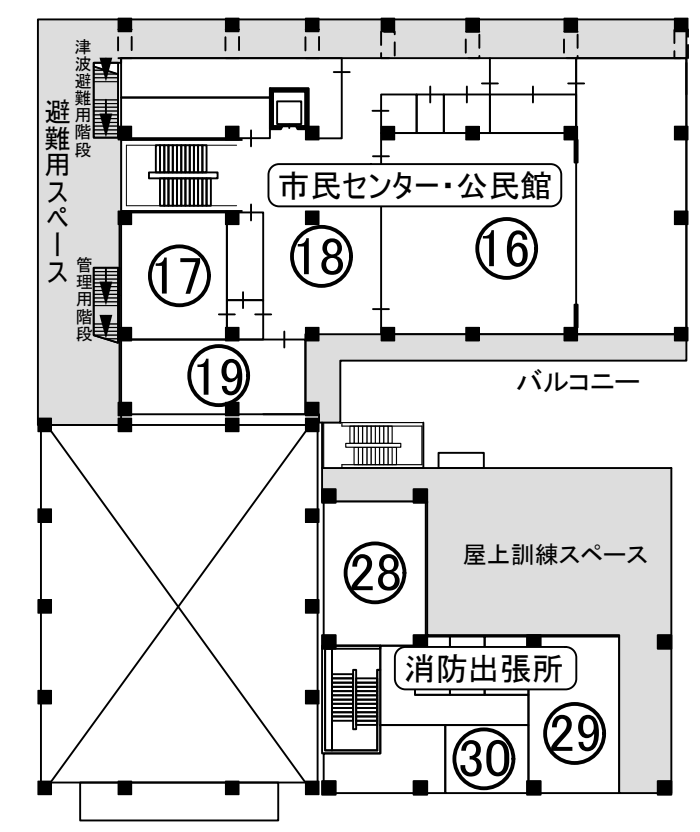 津波避難用階段
避難用スペース
市民センター・公民館
⑯
⑰
⑱
管理用階段
⑲
バルコニー
屋上訓練スペース
㉘
消防出張所
㉙
㉚